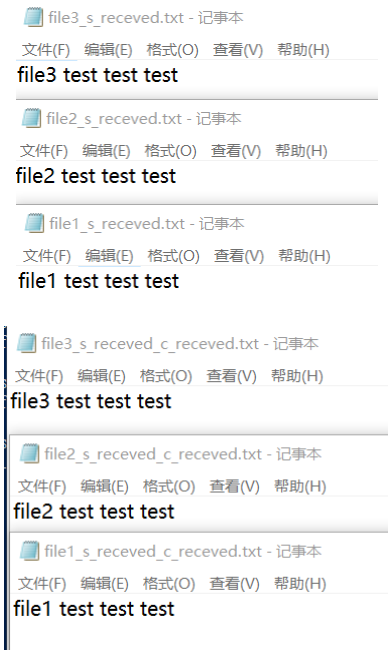 file3_s_receved.txt - 记事本
文件(F) 编辑(E) 格式(O) 查看(V) 帮助(H)
file3 test test test
file2_s_receved.txt - 记事本
文件(F) 编辑(E) 格式(O) 查看(V) 帮助(H)
file2 test test test
file1_s_receved.txt - 记事本
文件(F) 编辑(E) 格式(O) 查看(V) 帮助(H)
file1 test test test
file3_s_receved_c_receved.txt - 记事本
文件(F) 编辑(E) 格式(O) 查看(V) 帮助(H)
file3 test test test
file2_s_receved_c_receved.txt - 记事本
文件(F) 编辑(E) 格式(O) 查看(V) 帮助(H)
file2 test test test
file1_s_receved_c_receved.txt - 记事本
文件(F) 编辑(E) 格式(O) 查看(V) 帮助(H)
file1 test test test